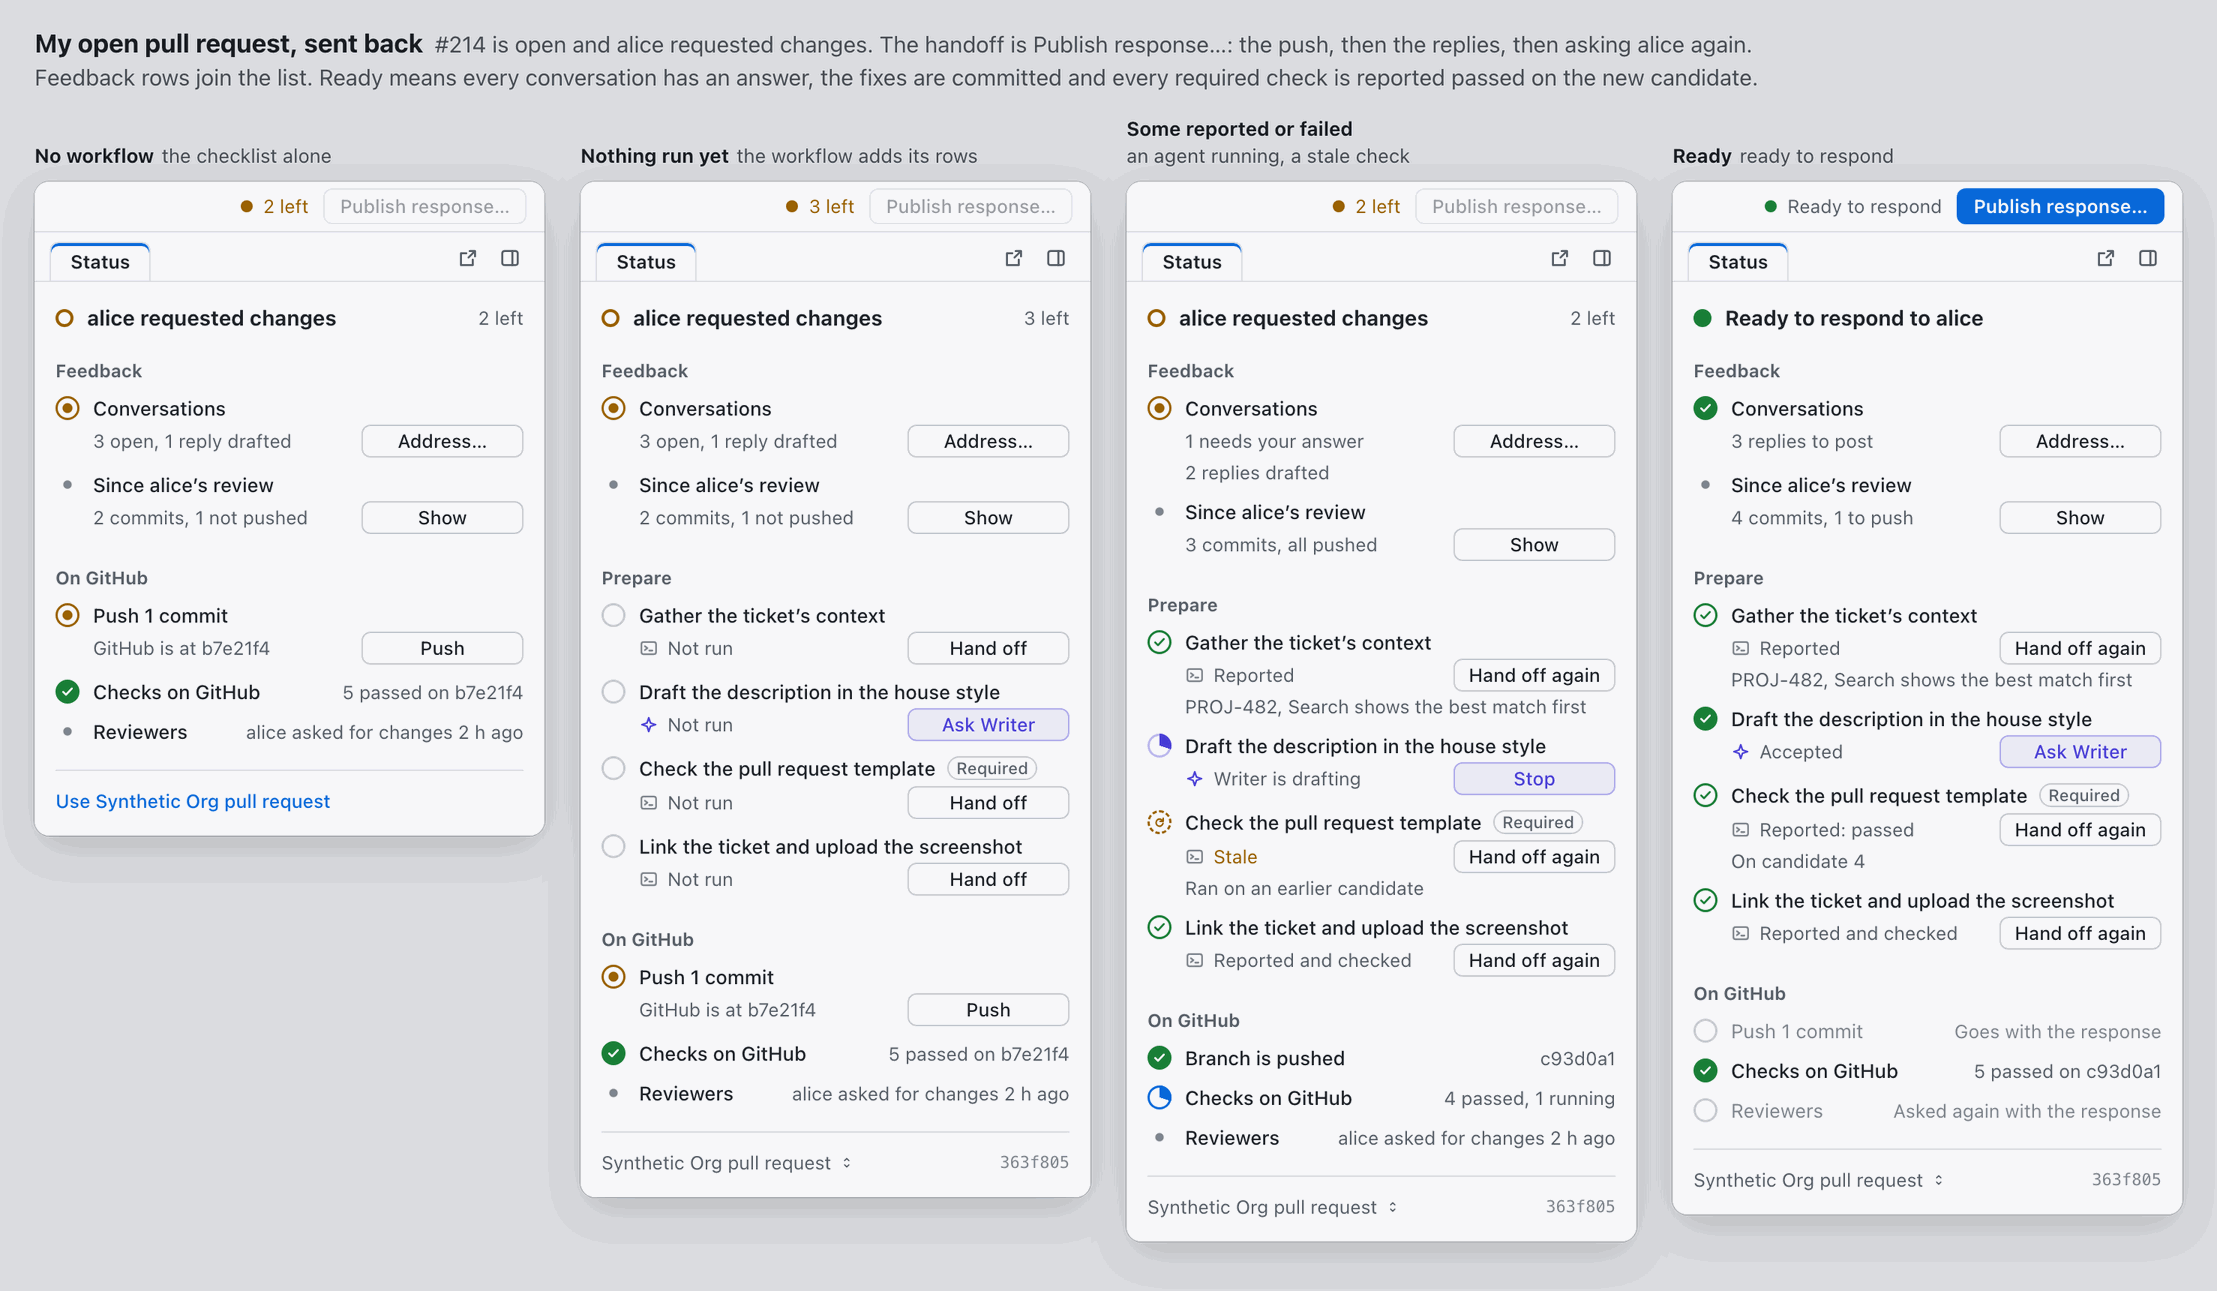 My open pull request, sent back #214 is open and alice requested changes. The handoff is Publish response...: the push, then the replies, then asking alice again.
Feedback rows join the list. Ready means every conversation has an answer, the fixes are committed and every required check is reported passed on the new candidate.
No workflow the checklist alone
2 left Publish response...
Status
alice requested changes 2 left
Feedback
Conversations
3 open, 1 reply drafted Address...
Since alice’s review
2 commits, 1 not pushed Show
On GitHub
Push 1 commit
GitHub is at b7e21f4 Push
Checks on GitHub 5 passed on b7e21f4
Reviewers alice asked for changes 2 h ago
Use Synthetic Org pull request
Nothing run yet the workflow adds its rows
3 left Publish response...
Status
alice requested changes 3 left
Feedback
Conversations
3 open, 1 reply drafted Address...
Since alice’s review
2 commits, 1 not pushed Show
Prepare
Gather the ticket’s context
Not run Hand off
Draft the description in the house style
Not run Ask Writer
Check the pull request template Required
Not run Hand off
Link the ticket and upload the screenshot
Not run Hand off
On GitHub
Push 1 commit
GitHub is at b7e21f4 Push
Checks on GitHub 5 passed on b7e21f4
Reviewers alice asked for changes 2 h ago
Synthetic Org pull request 363f805
Some reported or failed
an agent running, a stale check
2 left Publish response...
Status
alice requested changes 2 left
Feedback
Conversations
1 needs your answer Address...
2 replies drafted
Since alice’s review
3 commits, all pushed Show
Prepare
Gather the ticket’s context
Reported Hand off again
PROJ-482, Search shows the best match first
Draft the description in the house style
Writer is drafting Stop
Check the pull request template Required
Stale Hand off again
Ran on an earlier candidate
Link the ticket and upload the screenshot
Reported and checked Hand off again
On GitHub
Branch is pushed c93d0a1
Checks on GitHub 4 passed, 1 running
Reviewers alice asked for changes 2 h ago
Synthetic Org pull request 363f805
Ready ready to respond
Ready to respond Publish response...
Status
Ready to respond to alice
Feedback
Conversations
3 replies to post Address...
Since alice’s review
4 commits, 1 to push Show
Prepare
Gather the ticket’s context
Reported Hand off again
PROJ-482, Search shows the best match first
Draft the description in the house style
Accepted Ask Writer
Check the pull request template Required
Reported: passed Hand off again
On candidate 4
Link the ticket and upload the screenshot
Reported and checked Hand off again
On GitHub
Push 1 commit Goes with the response
Checks on GitHub 5 passed on c93d0a1
Reviewers Asked again with the response
Synthetic Org pull request 363f805